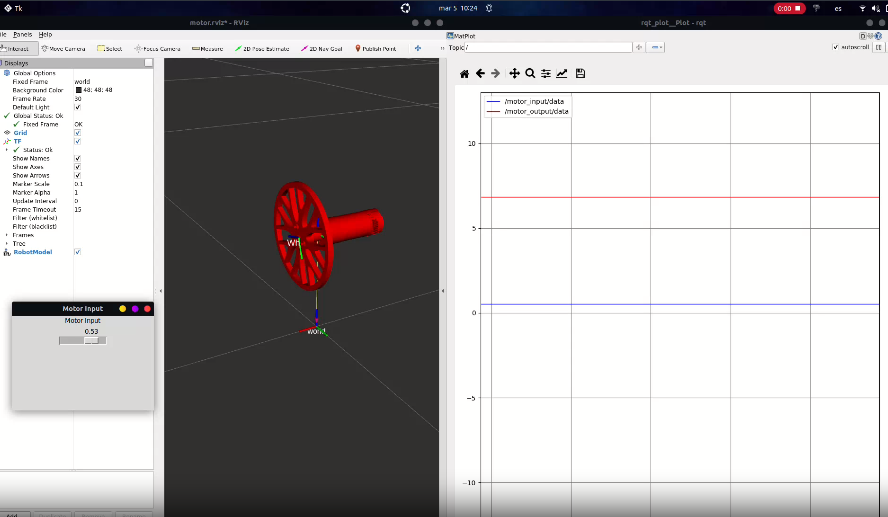 Tk
mar 5 10:24
0:00
es
motor.rviz* - RViz
rqt_plot__Plot - rqt
ile Panels Help
Interact Move Camera Select Focus Camera Measure 2D Pose Estimate 2D Nav Goal Publish Point
Displays
Global Options
Fixed Frame world
Background Color 48; 48; 48
Frame Rate 30
Default Light
Global Status: Ok
Fixed Frame OK
Grid
TF
Status: Ok
Show Names
Show Axes
Show Arrows
Marker Scale 0.1
Marker Alpha 1
Update Interval 0
Frame Timeout 15
Filter (whitelist)
Filter (blacklist)
Frames
Tree
RobotModel
Motor Input
Motor Input
0.53
Wh
world
MatPlot
Topic /
autoscroll
/motor_input/data
/motor_output/data
10
5
0
−5
−10
Add